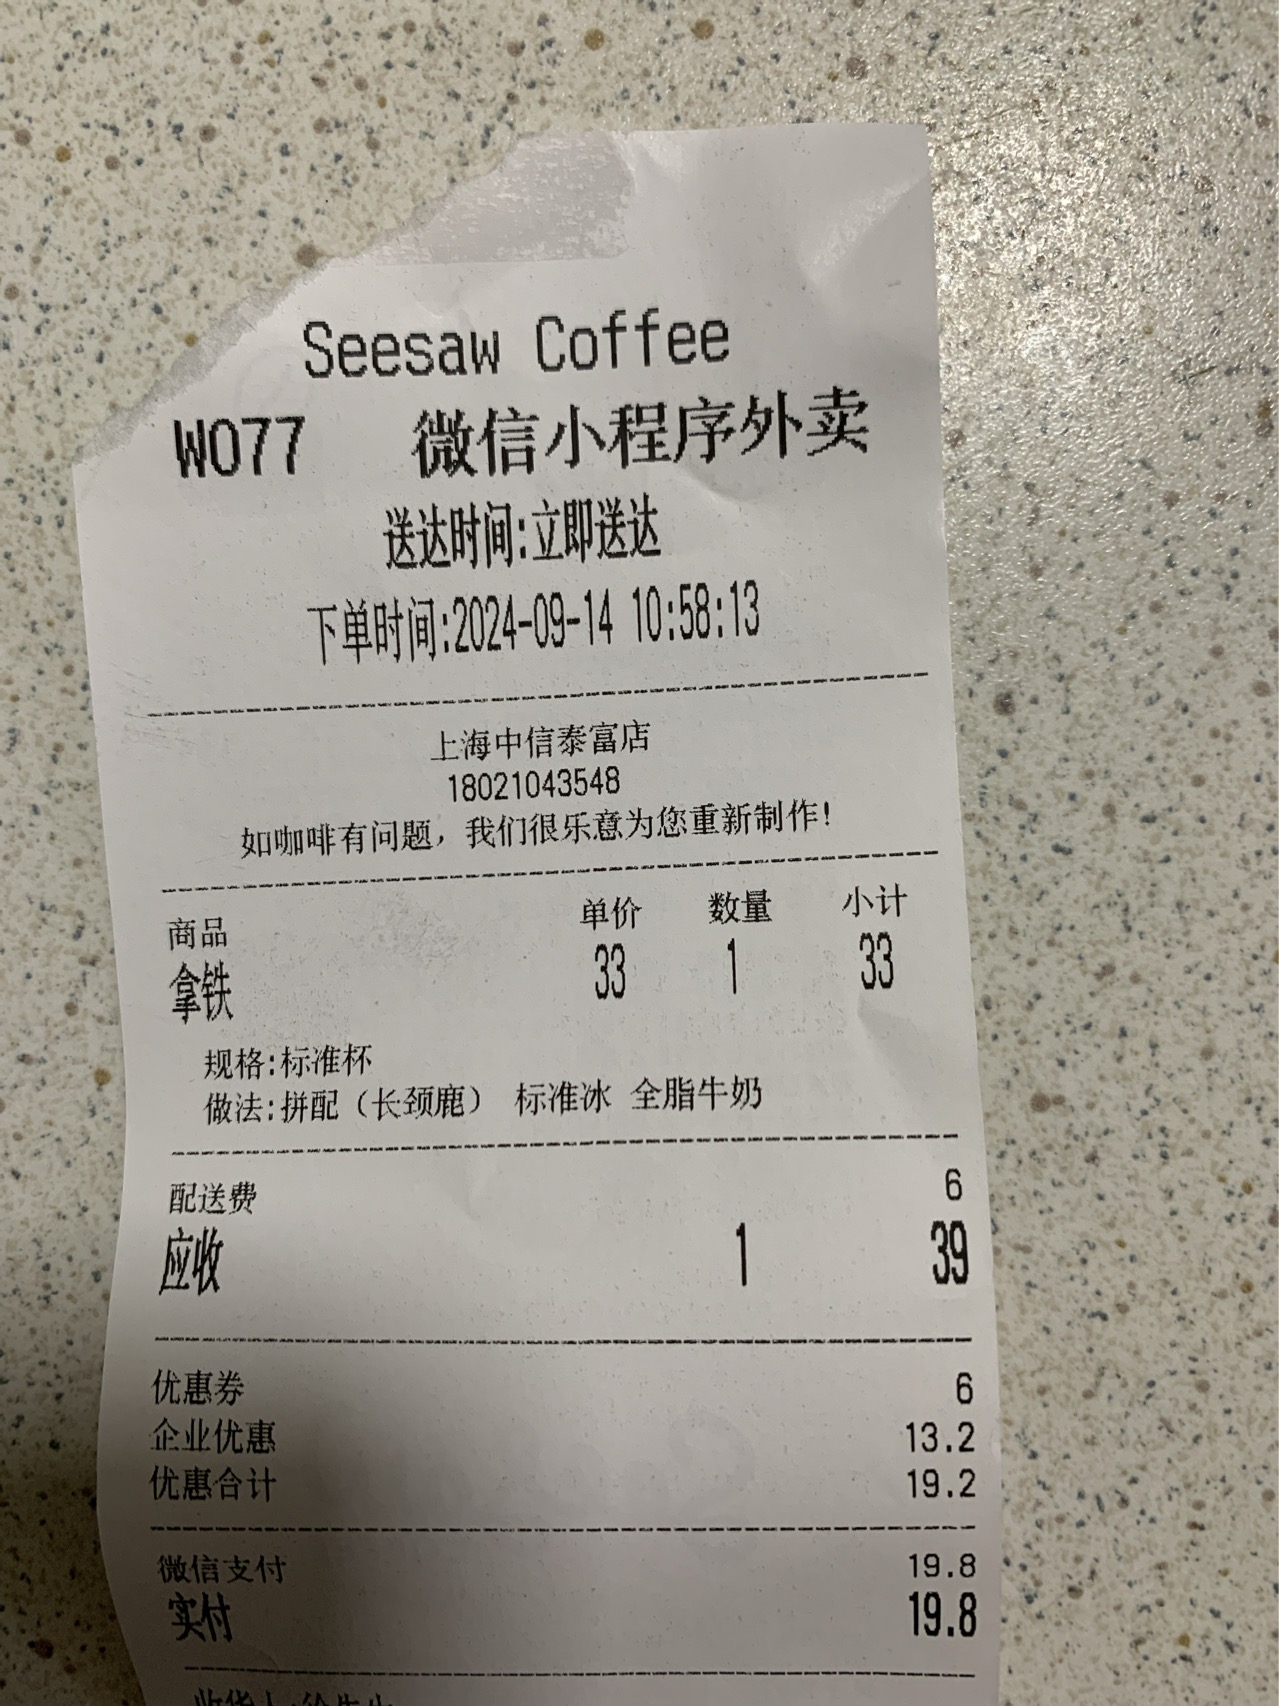 Seesaw Coffee
W077 微信小程序外卖
送达时间:立即送达
下单时间:2024-09-14 10:58:13
上海中信泰富店
18021043548
如咖啡有问题，我们很乐意为您重新制作!
商品 单价 数量 小计
拿铁 33 1 33
规格:标准杯
做法:拼配（长颈鹿） 标准冰 全脂牛奶
配送费 6
应收 1 39
优惠券 6
企业优惠 13.2
优惠合计 19.2
微信支付 19.8
实付 19.8